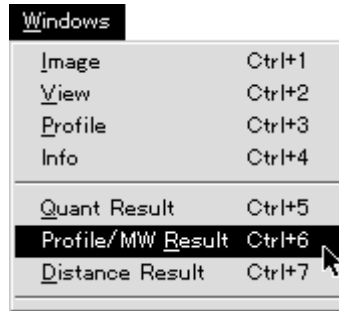 Windows
Image Ctrl+1
View Ctrl+2
Profile Ctrl+3
Info Ctrl+4
Quant Result Ctrl+5
Profile/MW Result Ctrl+6
Distance Result Ctrl+7